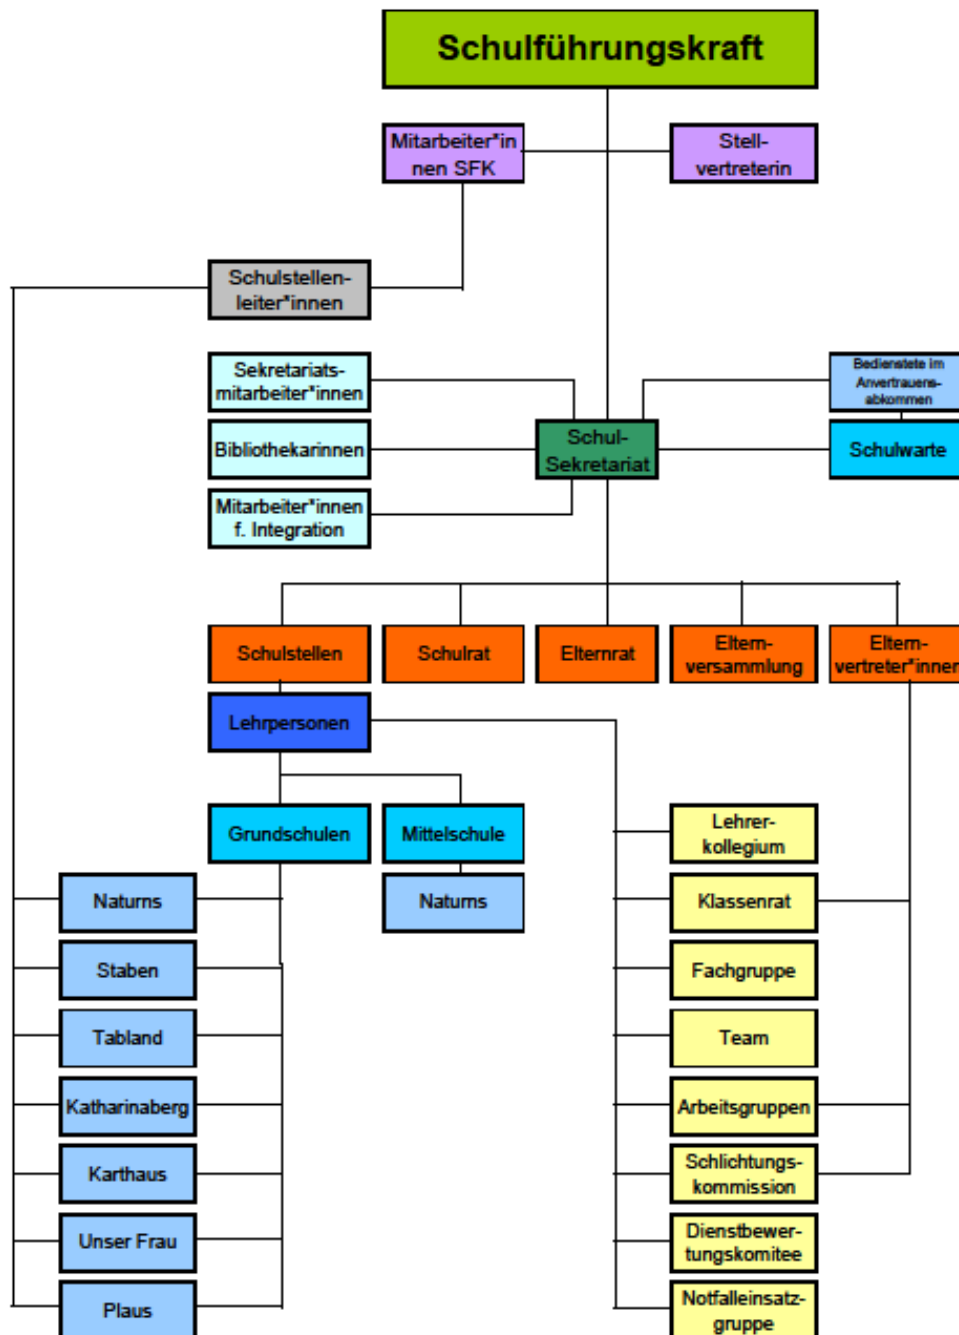 Schulführungskraft
Mitarbeiter*in
nen SFK
Stell-
vertreterin
Schulstellen-
leiter*innen
Sekretariats-
mitarbeiter*innen
Bedienstete im
Anvertrauens-
abkommen
Bibliothekarinnen
Schul-
Sekretariat
Schulwarte
Mitarbeiter*innen
f. Integration
Schulstellen
Schulrat
Elternrat
Eltern-
versammlung
Eltern-
vertreter*innen
Lehrpersonen
Grundschulen
Mittelschule
Lehrer-
kollegium
Naturns
Naturns
Klassenrat
Staben
Fachgruppe
Tabland
Team
Katharinaberg
Arbeitsgruppen
Karthaus
Schlichtungs-
kommission
Unser Frau
Dienstbewer-
tungskomitee
Plaus
Notfalleinsatz-
gruppe